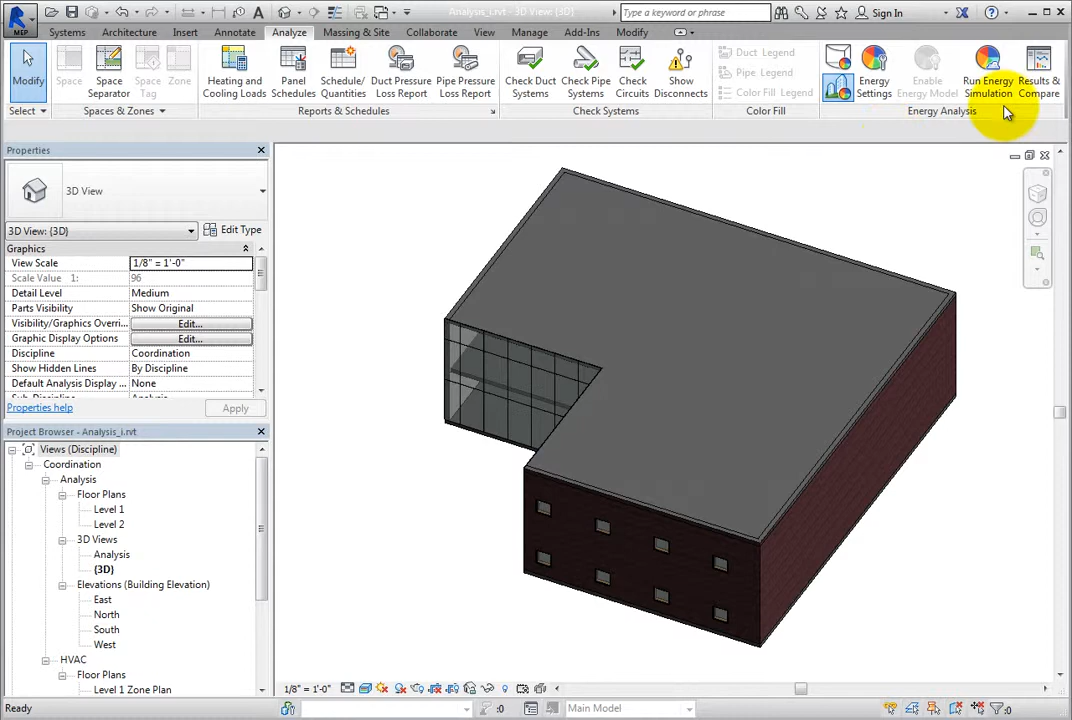 Analysis_i.rvt - 3D View: {3D}
Type a keyword or phrase
Sign In
MEP
Systems Architecture Insert Annotate Analyze Massing & Site Collaborate View Manage Add-Ins Modify
Modify
Space
Space Separator
Space Tag
Zone
Heating and Cooling Loads
Panel Schedules
Schedule/ Quantities
Duct Pressure Loss Report
Pipe Pressure Loss Report
Check Duct Systems
Check Pipe Systems
Check Circuits
Show Disconnects
Duct Legend
Pipe Legend
Color Fill Legend
Energy Settings
Enable Energy Model
Run Energy Simulation
Results & Compare
Select Spaces & Zones Reports & Schedules Check Systems Color Fill Energy Analysis
Properties
3D View
3D View: {3D} Edit Type
Graphics
View Scale 1/8" = 1'-0"
Scale Value 1: 96
Detail Level Medium
Parts Visibility Show Original
Visibility/Graphics Overri... Edit...
Graphic Display Options Edit...
Discipline Coordination
Show Hidden Lines By Discipline
Default Analysis Display ... None
Properties help Apply
Project Browser - Analysis_i.rvt
Views (Discipline)
Coordination
Analysis
Floor Plans
Level 1
Level 2
3D Views
Analysis
{3D}
Elevations (Building Elevation)
East
North
South
West
HVAC
Floor Plans
Level 1 Zone Plan
1/8" = 1'-0"
Ready :0 Main Model :0